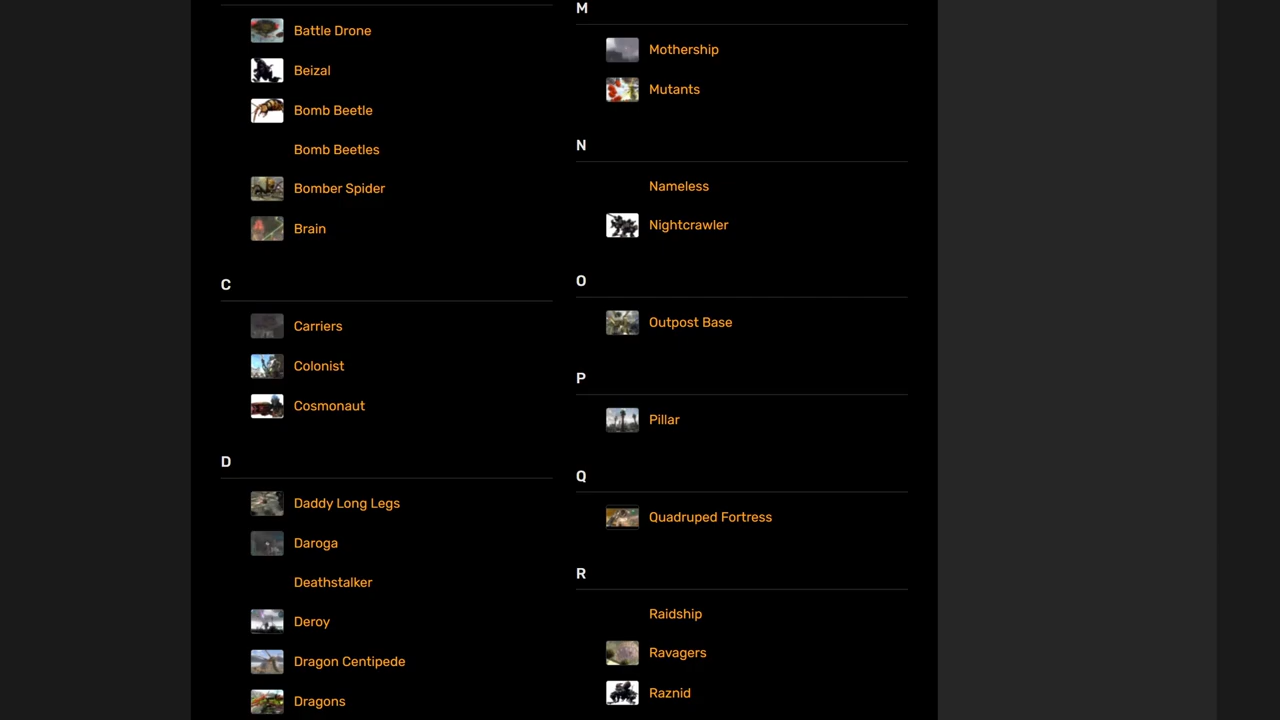 Battle Drone
Beizal
Bomb Beetle
Bomb Beetles
Bomber Spider
Brain
C
Carriers
Colonist
Cosmonaut
D
Daddy Long Legs
Daroga
Deathstalker
Deroy
Dragon Centipede
Dragons
M
Mothership
Mutants
N
Nameless
Nightcrawler
O
Outpost Base
P
Pillar
Q
Quadruped Fortress
R
Raidship
Ravagers
Raznid